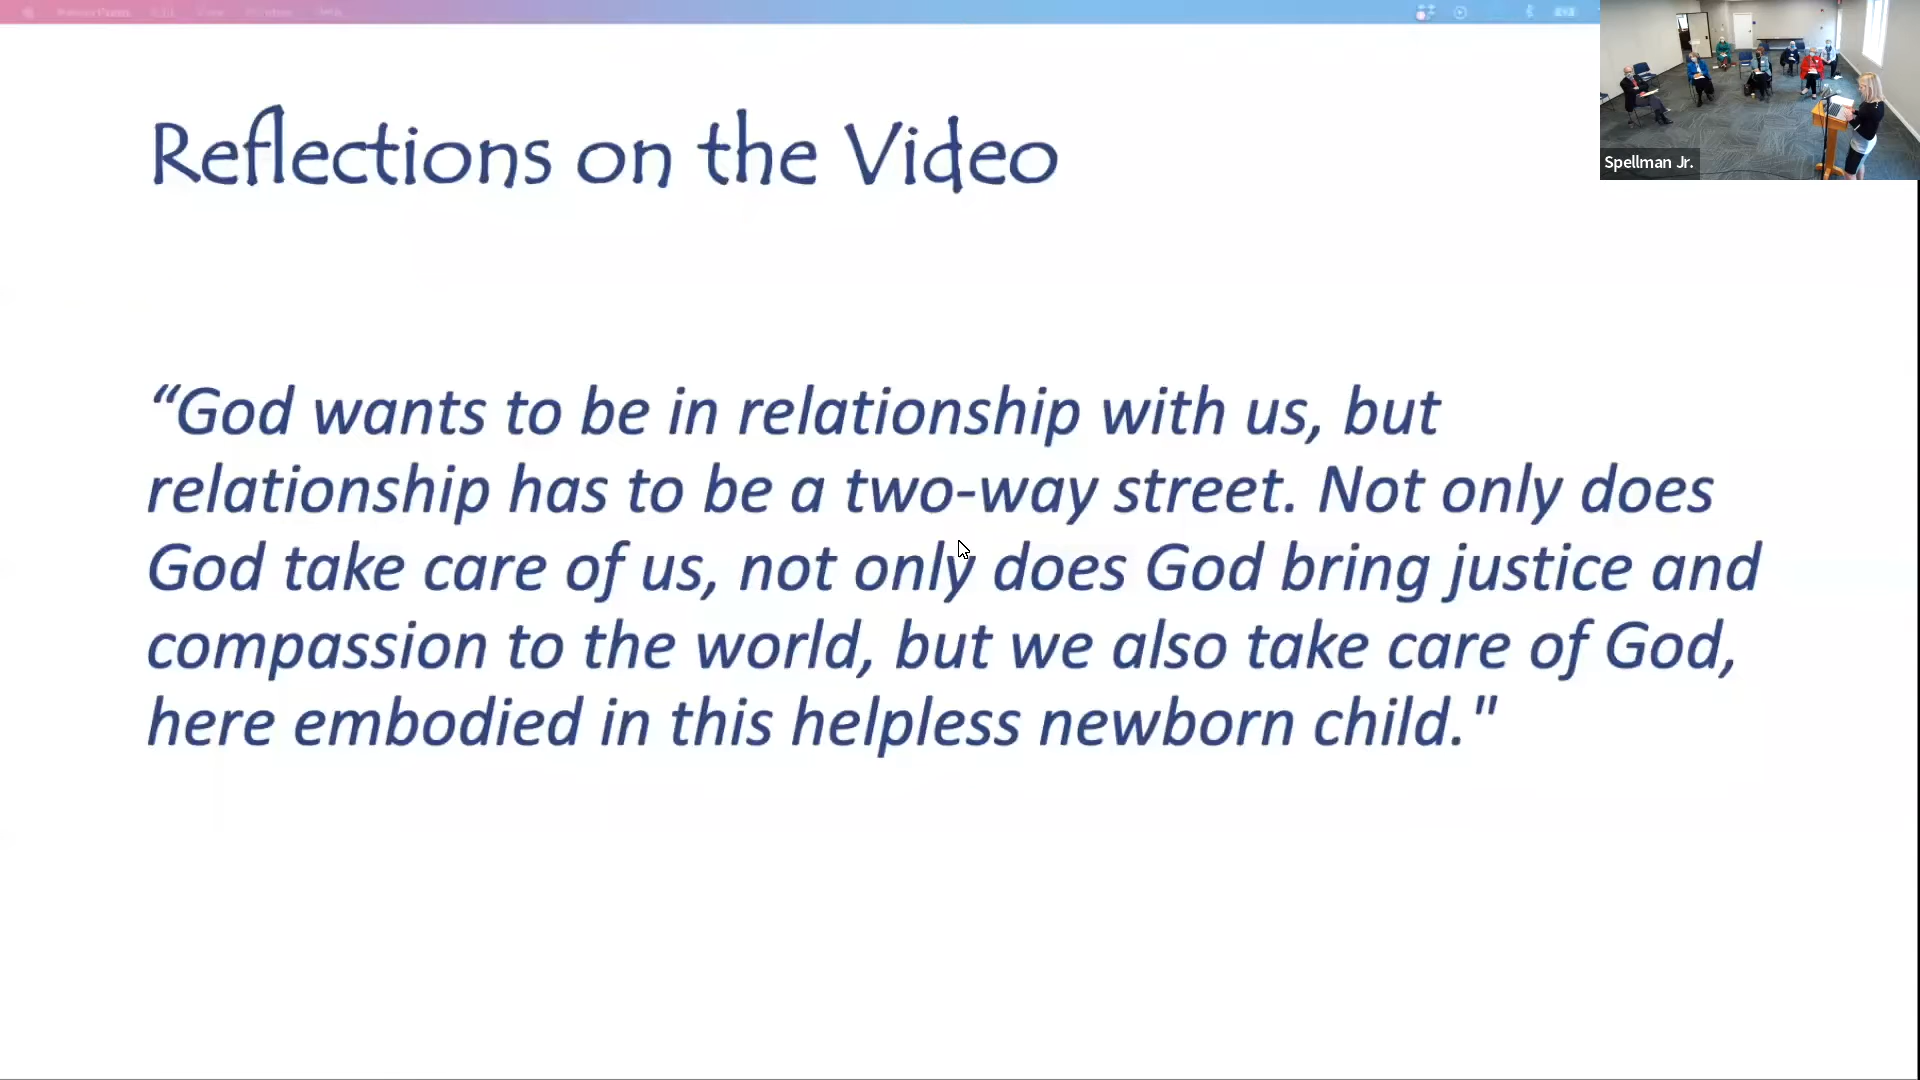 Reflections on the Video
“God wants to be in relationship with us, but
relationship has to be a two-way street. Not only does
God take care of us, not only does God bring justice and
compassion to the world, but we also take care of God,
here embodied in this helpless newborn child."
Spellman Jr.